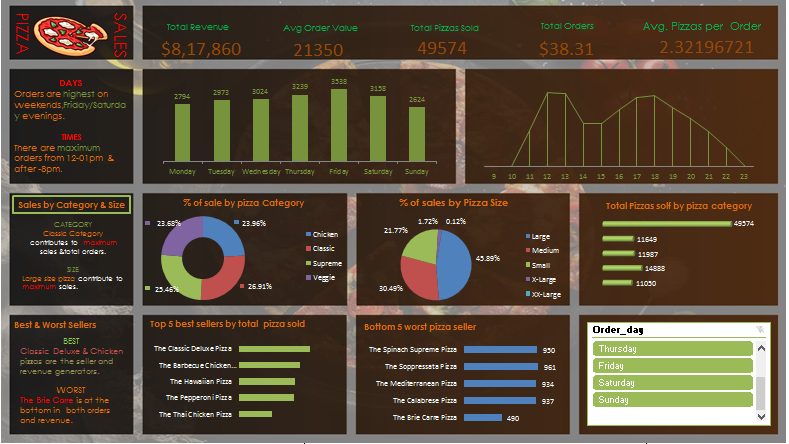 PIZZA
SALES
Total Revenue
$8,17,860
Avg Order Value
21350
Total Pizzas Sold
49574
Total Orders
$38.31
Avg. Pizzas per Order
2.32196721
DAYS
Orders are highest on
weekends,Friday/Saturda
y evenings.
TIMES
There are maximum
orders from 12-01pm &
after -8pm.
2794
2973
3024
3239
3538
3158
2624
Monday
Tuesday
Wednesday
Thursday
Friday
Saturday
Sunday
9 10 11 12 13 14 15 16 17 18 19 20 21 22 23
Sales by Category & Size
CATEGORY
Classic Category
contributes to maximum
sales &total orders.
SIZE
Large size pizza contribute to
maximum sales.
% of sale by pizza Category
23.68%
23.96%
25.46%
26.91%
Chicken
Classic
Supreme
Veggie
% of sales by Pizza Size
1.72%
0.12%
21.77%
45.89%
30.49%
Large
Medium
Small
X-Large
XX-Large
Total Pizzas solf by pizza category
49574
11649
11987
14888
11050
Best & Worst Sellers
BEST
Classic Deluxe & Chicken
pizzas are the seller and
revenue generators.
WORST
The Brie Carre is at the
bottom in both orders
and revenue.
Top 5 best sellers by total pizza sold
The Classic Deluxe Pizza
The Barbecue Chicken...
The Hawaiian Pizza
The Pepperoni Pizza
The Thai Chicken Pizza
Bottom 5 worst pizza seller
The Spinach Supreme Pizza 950
The Soppressata Pizza 961
The Mediterranean Pizza 934
The Calabrese Pizza 937
The Brie Carre Pizza 490
Order_day
Thursday
Friday
Saturday
Sunday